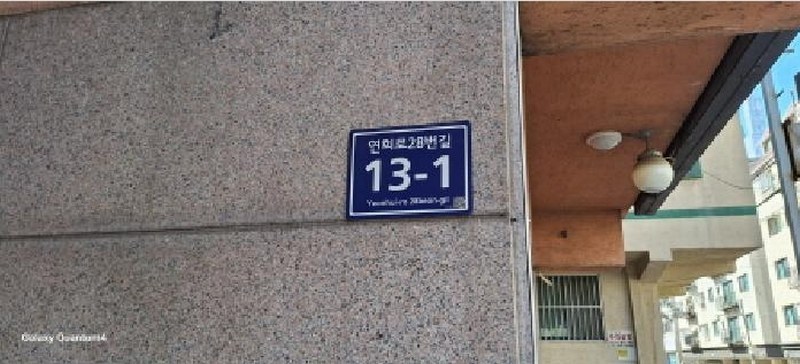 연희로28번길
13-1
Yeonhui-ro 28beon-gil
Galaxy Quantum4